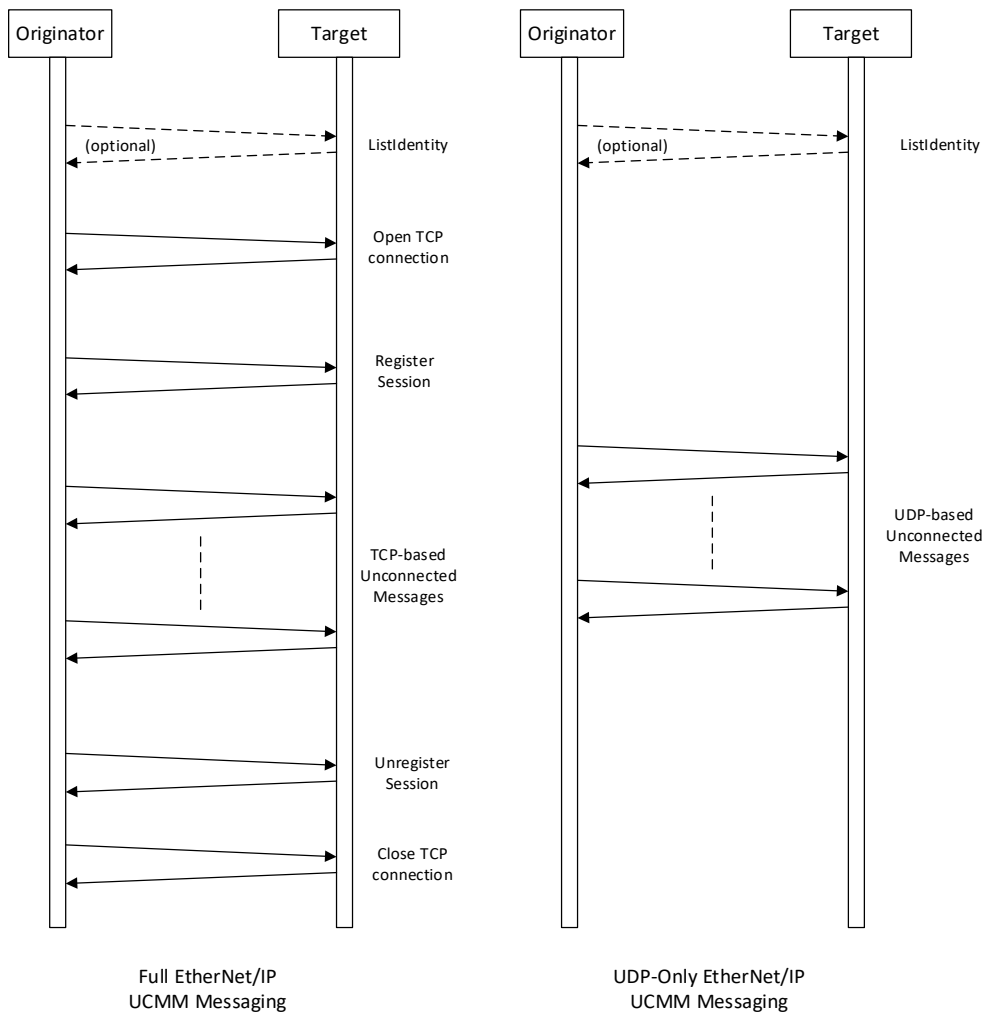 Originator
Target
(optional)
ListIdentity
Open TCP
connection
Register
Session
TCP-based
Unconnected
Messages
Unregister
Session
Close TCP
connection
Full EtherNet/IP
UCMM Messaging
Originator
Target
(optional)
ListIdentity
UDP-based
Unconnected
Messages
UDP-Only EtherNet/IP
UCMM Messaging